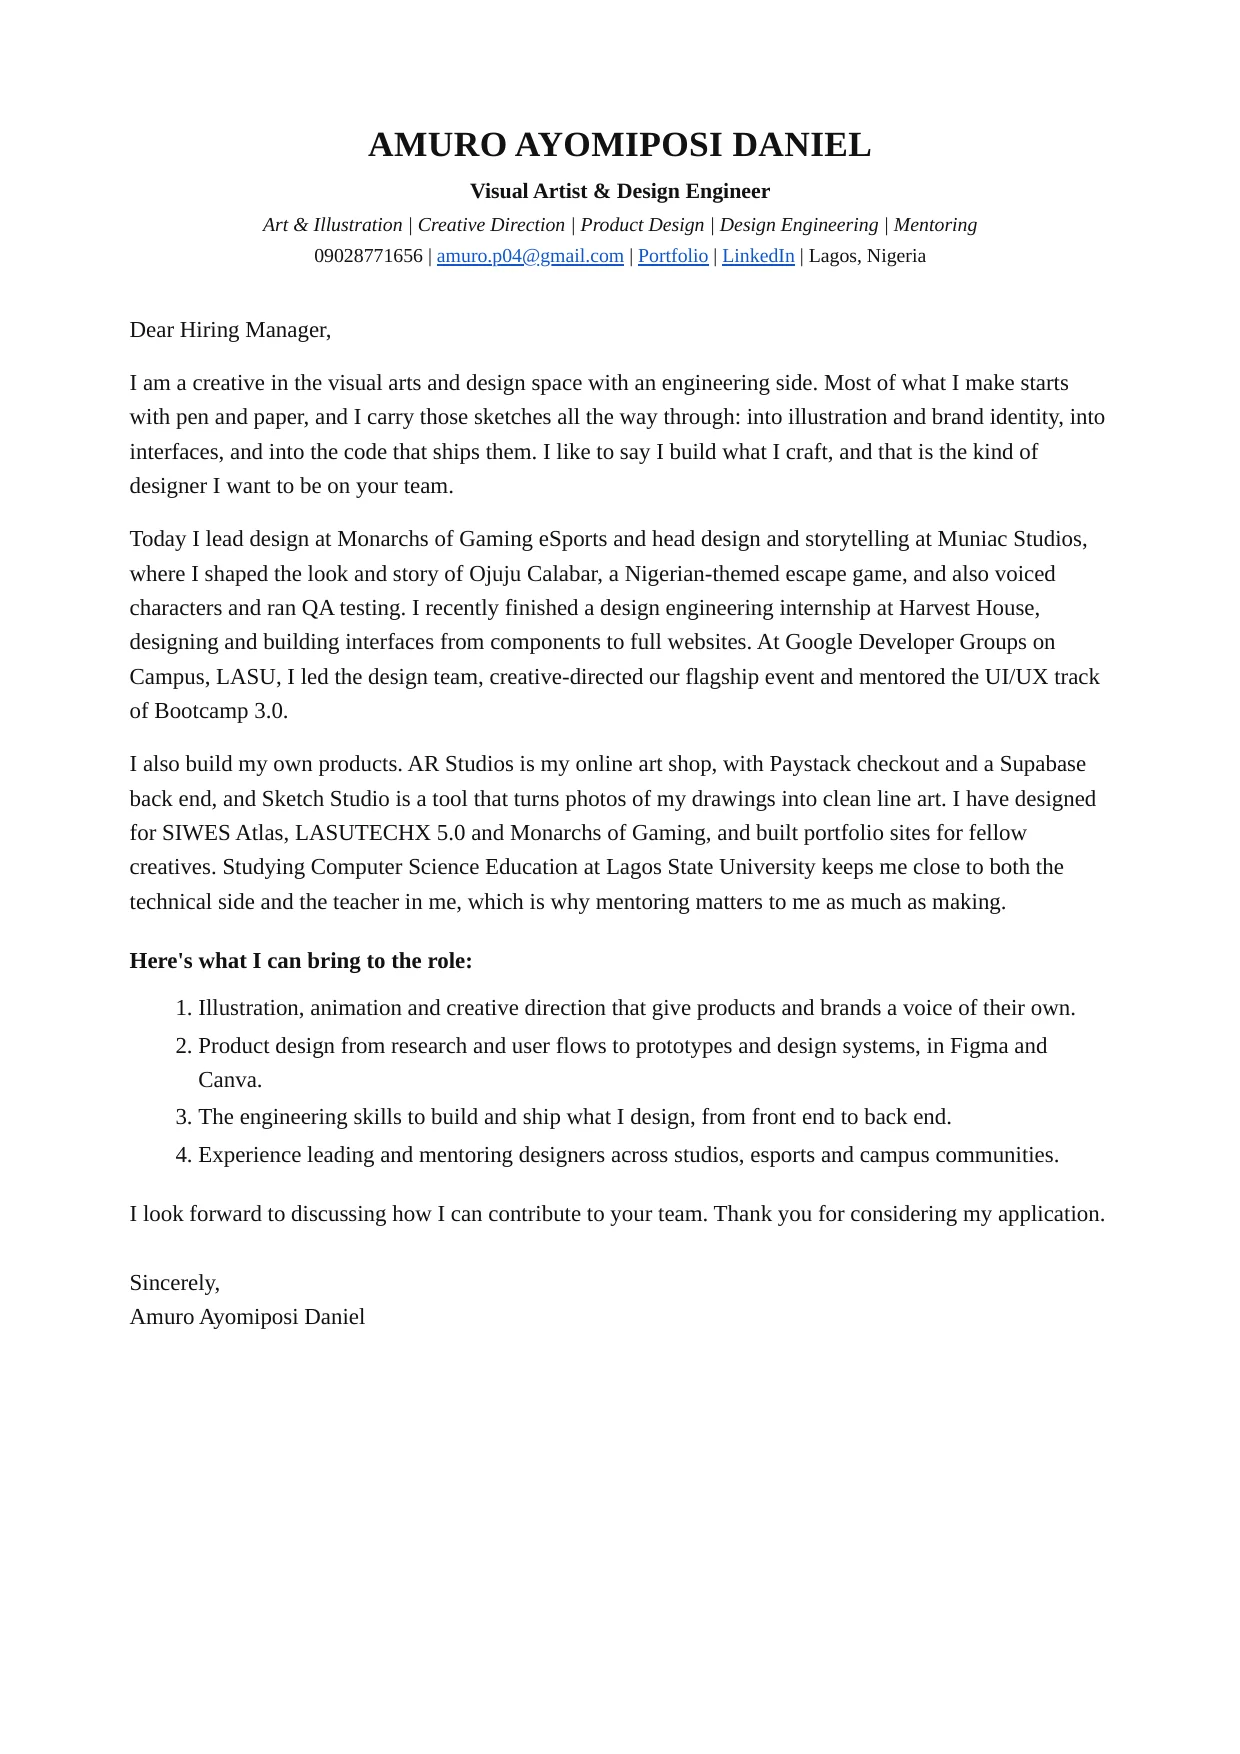 AMURO AYOMIPOSI DANIEL
Visual Artist & Design Engineer
Art & Illustration | Creative Direction | Product Design | Design Engineering | Mentoring
09028771656 | amuro.p04@gmail.com | Portfolio | LinkedIn | Lagos, Nigeria
Dear Hiring Manager,
I am a creative in the visual arts and design space with an engineering side. Most of what I make starts
with pen and paper, and I carry those sketches all the way through: into illustration and brand identity, into
interfaces, and into the code that ships them. I like to say I build what I craft, and that is the kind of
designer I want to be on your team.
Today I lead design at Monarchs of Gaming eSports and head design and storytelling at Muniac Studios,
where I shaped the look and story of Ojuju Calabar, a Nigerian-themed escape game, and also voiced
characters and ran QA testing. I recently finished a design engineering internship at Harvest House,
designing and building interfaces from components to full websites. At Google Developer Groups on
Campus, LASU, I led the design team, creative-directed our flagship event and mentored the UI/UX track
of Bootcamp 3.0.
I also build my own products. AR Studios is my online art shop, with Paystack checkout and a Supabase
back end, and Sketch Studio is a tool that turns photos of my drawings into clean line art. I have designed
for SIWES Atlas, LASUTECHX 5.0 and Monarchs of Gaming, and built portfolio sites for fellow
creatives. Studying Computer Science Education at Lagos State University keeps me close to both the
technical side and the teacher in me, which is why mentoring matters to me as much as making.
Here's what I can bring to the role:
1. Illustration, animation and creative direction that give products and brands a voice of their own.
2. Product design from research and user flows to prototypes and design systems, in Figma and
Canva.
3. The engineering skills to build and ship what I design, from front end to back end.
4. Experience leading and mentoring designers across studios, esports and campus communities.
I look forward to discussing how I can contribute to your team. Thank you for considering my application.
Sincerely,
Amuro Ayomiposi Daniel